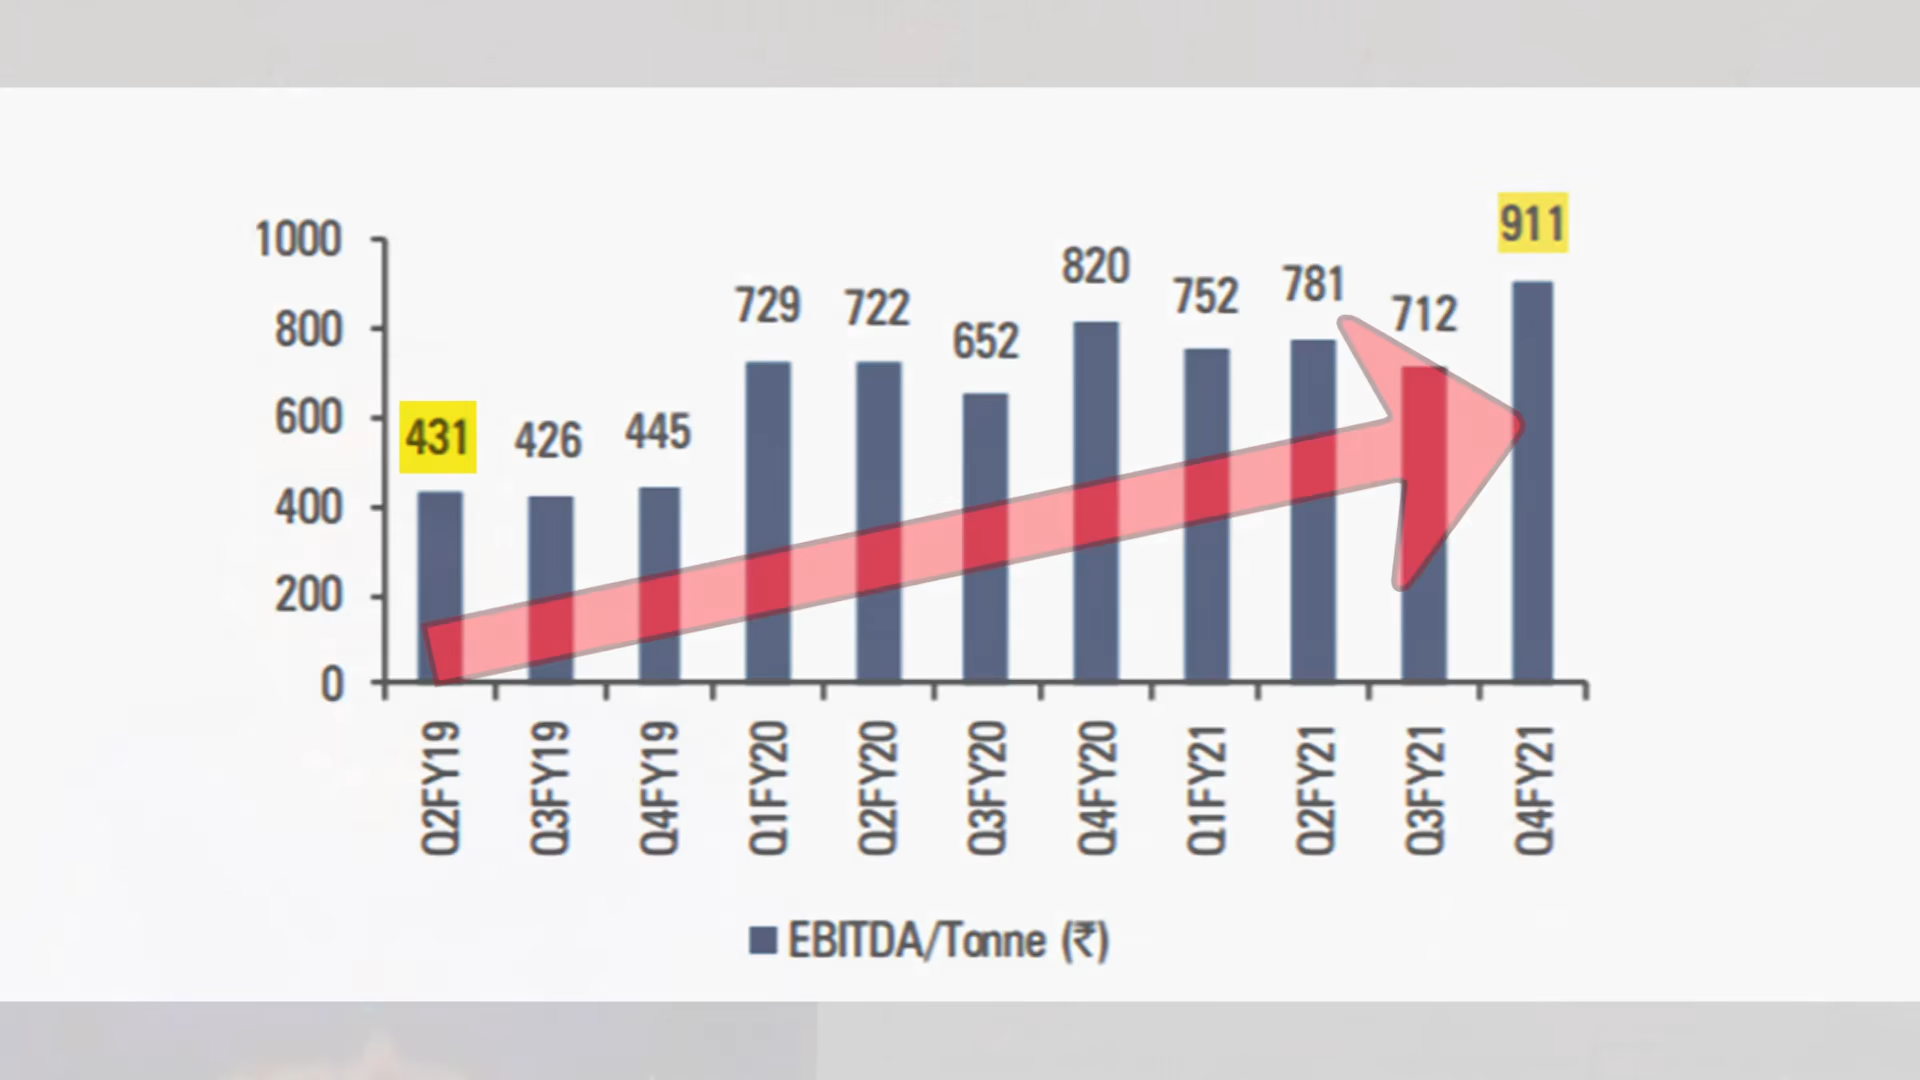 1000
800
600
400
200
0
431
426
445
729
722
652
820
752
781
712
911
Q2FY19
Q3FY19
Q4FY19
Q1FY20
Q2FY20
Q3FY20
Q4FY20
Q1FY21
Q2FY21
Q3FY21
Q4FY21
EBITDA/Tonne (₹)